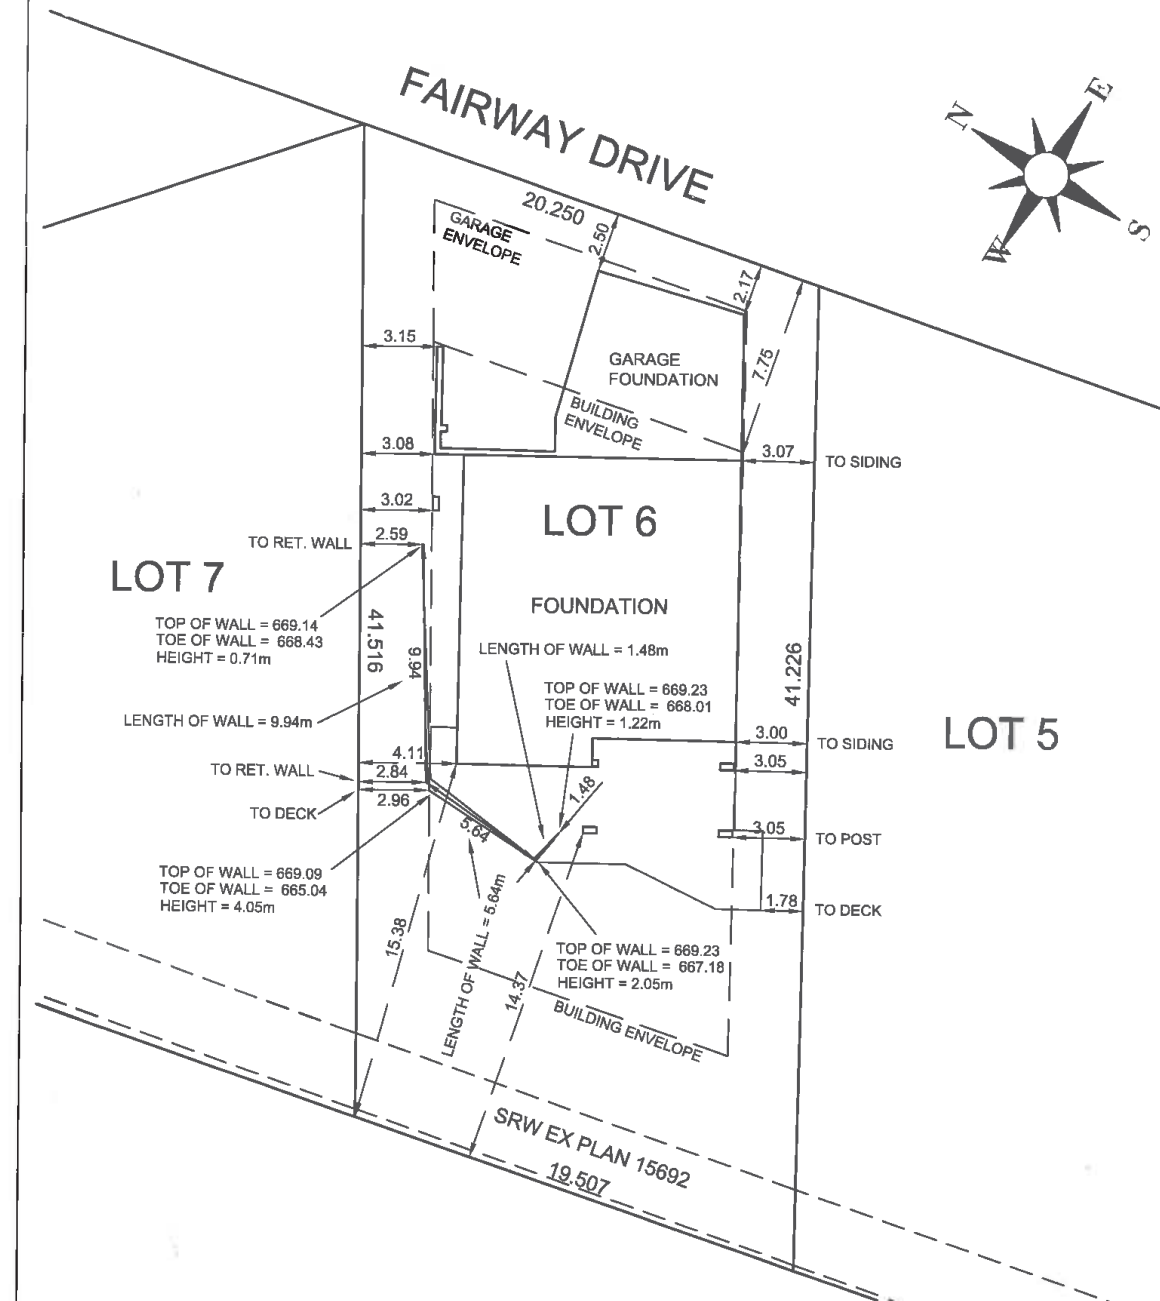 FAIRWAY DRIVE
N
E
S
W
20.250
GARAGE
ENVELOPE
2.50
2.17
7.75
3.15
GARAGE
FOUNDATION
BUILDING
ENVELOPE
3.08
3.07
TO SIDING
3.02
LOT 6
TO RET. WALL
2.59
LOT 7
FOUNDATION
TOP OF WALL = 669.14
TOE OF WALL = 668.43
HEIGHT = 0.71m
41.516
9.94
LENGTH OF WALL = 1.48m
41.226
TOP OF WALL = 669.23
TOE OF WALL = 668.01
HEIGHT = 1.22m
LENGTH OF WALL = 9.94m
LOT 5
3.00
TO SIDING
4.11
3.05
TO RET. WALL
2.84
1.48
2.96
TO DECK
5.64
3.05
TO POST
TOP OF WALL = 669.09
TOE OF WALL = 665.04
HEIGHT = 4.05m
1.78
TO DECK
15.38
LENGTH OF WALL = 5.64m
14.37
TOP OF WALL = 669.23
TOE OF WALL = 667.18
HEIGHT = 2.05m
BUILDING ENVELOPE
SRW EX PLAN 15692
19.507